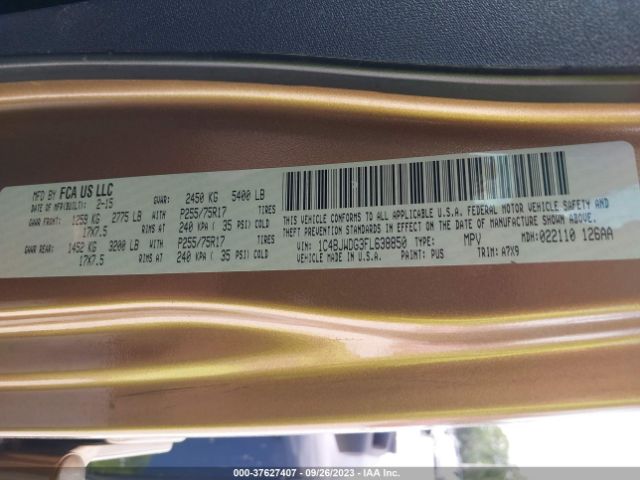 MFD BY FCA US LLC
DATE OF MFR(BUILT): 2-15 GVWR: 2450 KG 5400 LB
GAWR FRONT: 1259 KG 2775 LB WITH P255/75R17 TIRES
17X7.5 RIMS AT 240 KPA ( 35 PSI) COLD
GAWR REAR: 1452 KG 3200 LB WITH P255/75R17 TIRES
17X7.5 RIMS AT 240 KPA ( 35 PSI) COLD
THIS VEHICLE CONFORMS TO ALL APPLICABLE U.S.A. FEDERAL MOTOR VEHICLE SAFETY AND
THEFT PREVENTION STANDARDS IN EFFECT ON THE DATE OF MANUFACTURE SHOWN ABOVE.
VIN: 1C4BJWDG3FL638850 TYPE: MPV MDH: 022110 126AA
VEHICLE MADE IN U.S.A. PAINT: PUS TRIM: A7X9
000-37627407 - 09/26/2023 - IAA Inc.